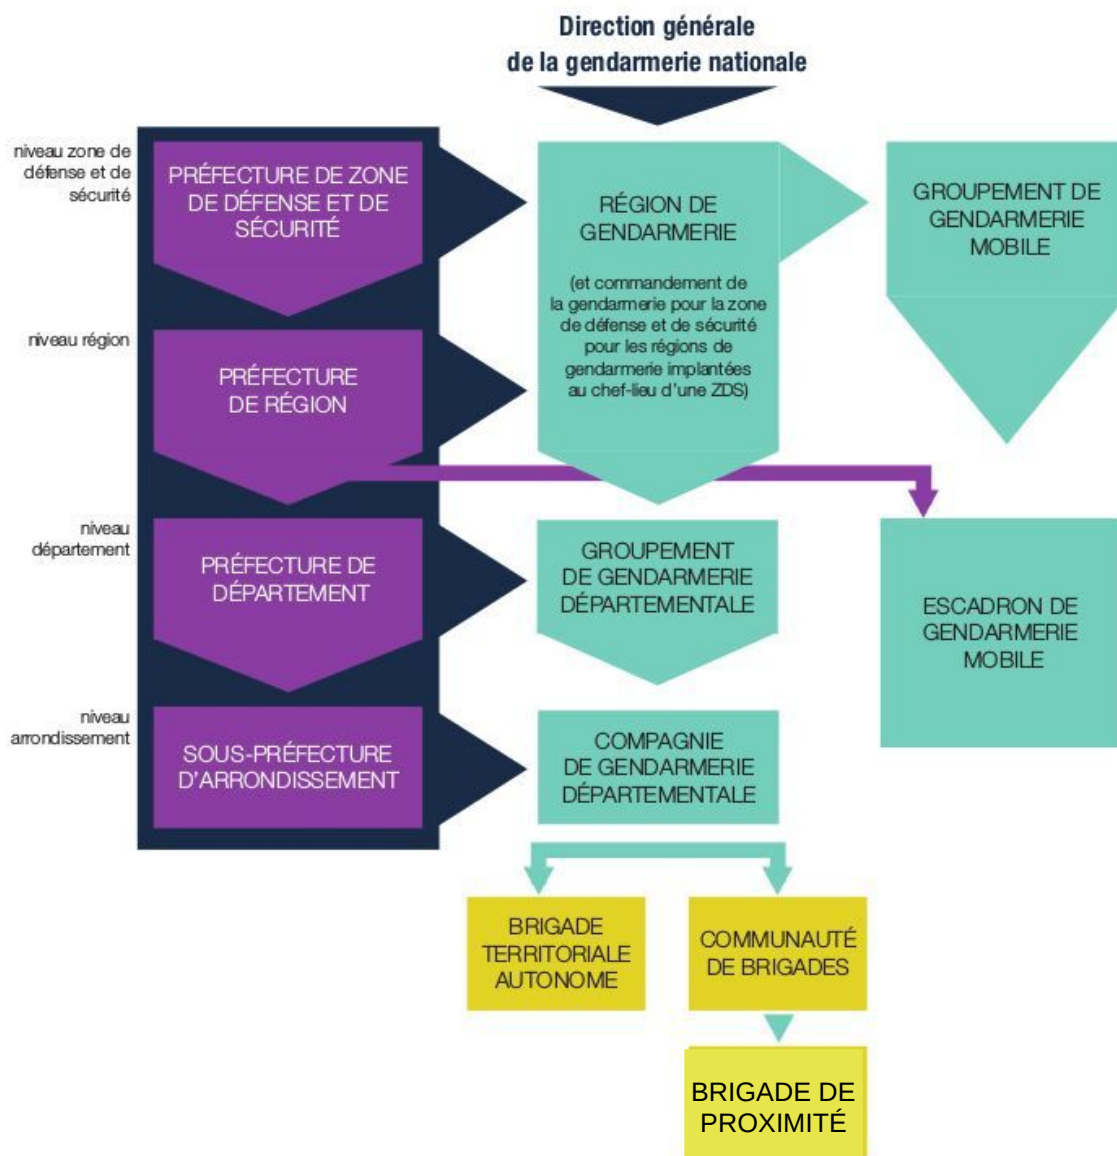 Direction générale
de la gendarmerie nationale
niveau zone de
défense et de
sécurité
PRÉFECTURE DE ZONE
DE DÉFENSE ET DE
SÉCURITÉ
RÉGION DE
GENDARMERIE
(et commandement de
la gendarmerie pour la zone
de défense et de sécurité
pour les régions de
gendarmerie implantées
au chef-lieu d'une ZDS)
GROUPEMENT DE
GENDARMERIE
MOBILE
niveau région
PRÉFECTURE
DE RÉGION
niveau
département
PRÉFECTURE DE
DÉPARTEMENT
GROUPEMENT
DE GENDARMERIE
DÉPARTEMENTALE
ESCADRON DE
GENDARMERIE
MOBILE
niveau
arrondissement
SOUS-PRÉFECTURE
D'ARRONDISSEMENT
COMPAGNIE
DE GENDARMERIE
DÉPARTEMENTALE
BRIGADE
TERRITORIALE
AUTONOME
COMMUNAUTÉ
DE BRIGADES
BRIGADE DE
PROXIMITÉ